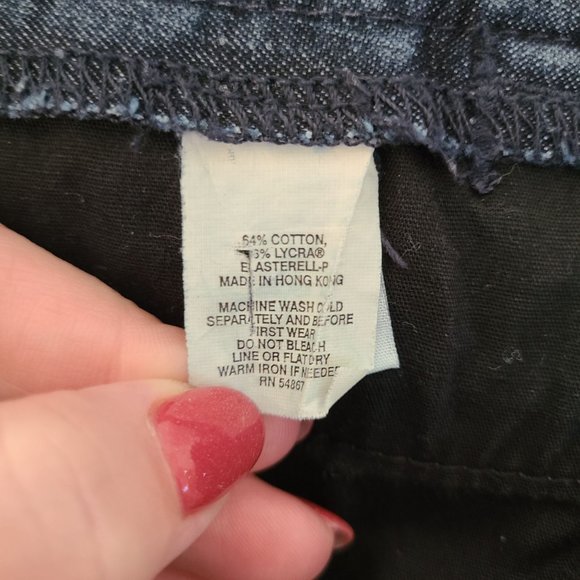 64% COTTON,
LYCRA®
ELASTERELL-P
MADE IN HONG KONG
MACHINE WASH COLD
SEPARATELY AND BEFORE
FIRST WEAR
DO NOT BLEACH
LINE OR FLAT DRY
WARM IRON IF NEEDED
RN 54867